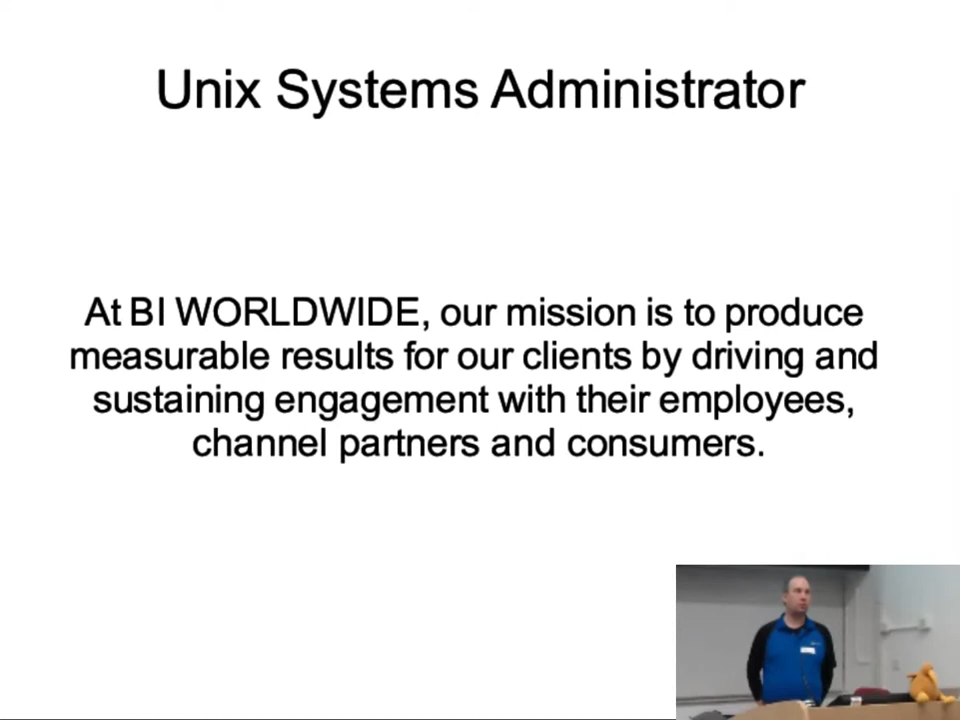 Unix Systems Administrator
At BI WORLDWIDE, our mission is to produce
measurable results for our clients by driving and
sustaining engagement with their employees,
channel partners and consumers.